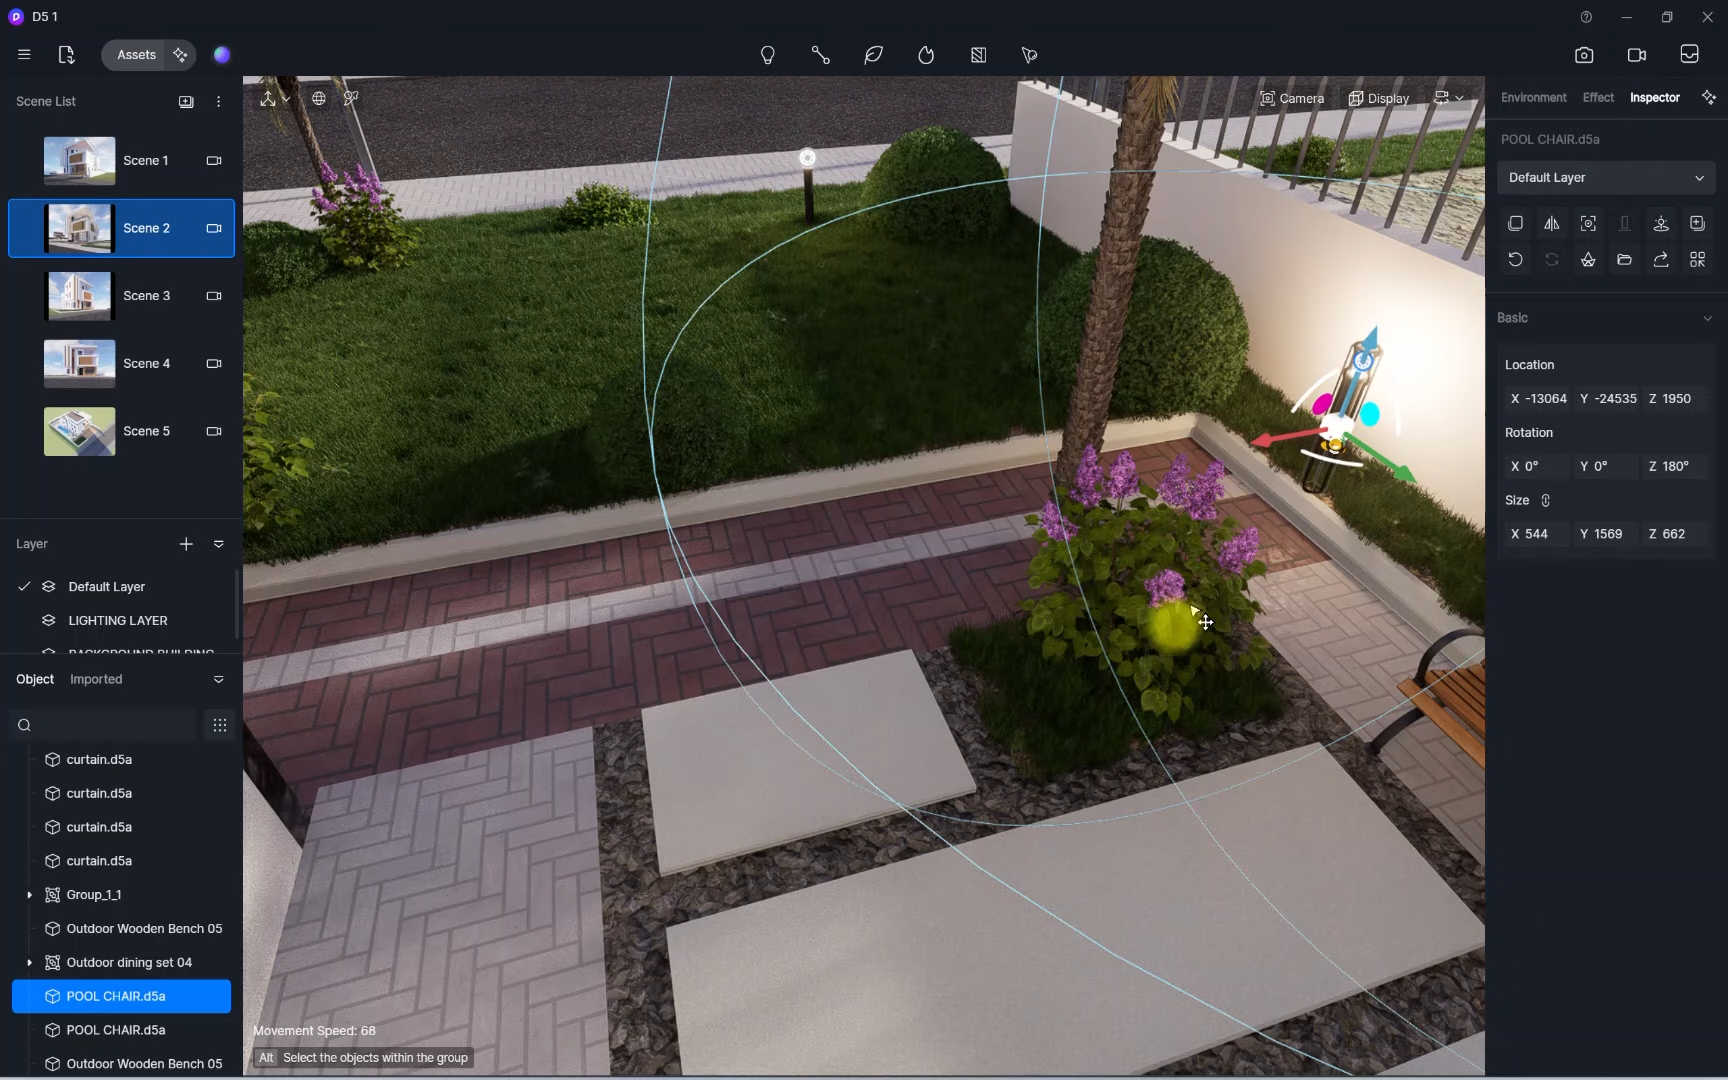 D5 1
Assets
Scene List
Scene 1
Scene 2
Scene 3
Scene 4
Scene 5
Layer
Default Layer
LIGHTING LAYER
BACKGROUND BUILDING
Object Imported
curtain.d5a
curtain.d5a
curtain.d5a
curtain.d5a
Group_1_1
Outdoor Wooden Bench 05
Outdoor dining set 04
POOL CHAIR.d5a
POOL CHAIR.d5a
Outdoor Wooden Bench 05
Camera Display
Movement Speed: 68
Alt Select the objects within the group
Environment Effect Inspector
POOL CHAIR.d5a
Default Layer
Basic
Location
X -13064 Y -24535 Z 1950
Rotation
X 0° Y 0° Z 180°
Size
X 544 Y 1569 Z 662